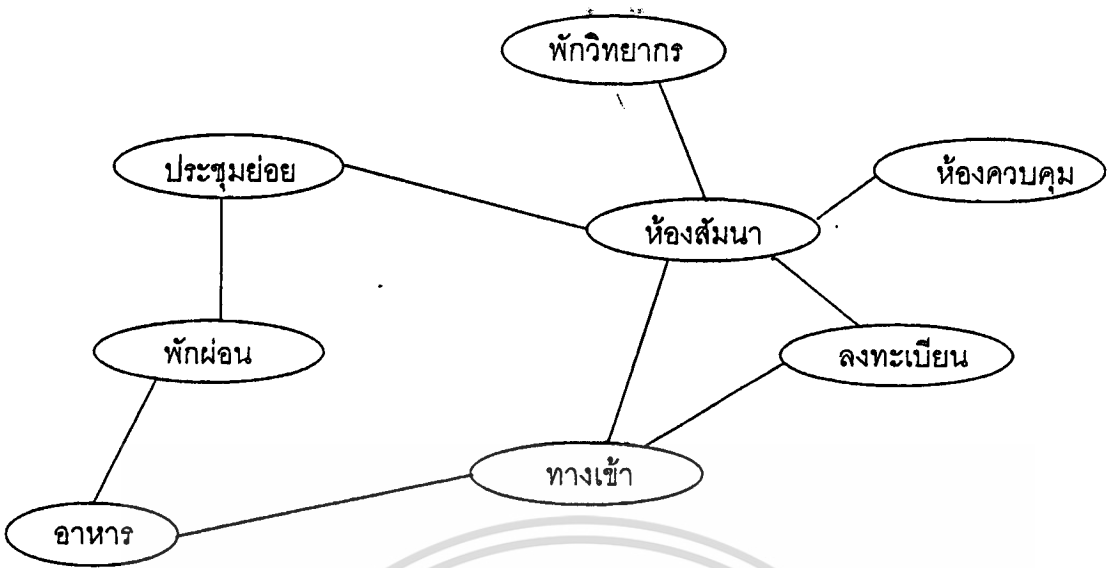 พักวิทยากร
ประชุมย่อย
ห้องควบคุม
ห้องสัมนา
พักผ่อน
ลงทะเบียน
ทางเข้า
อาหาร